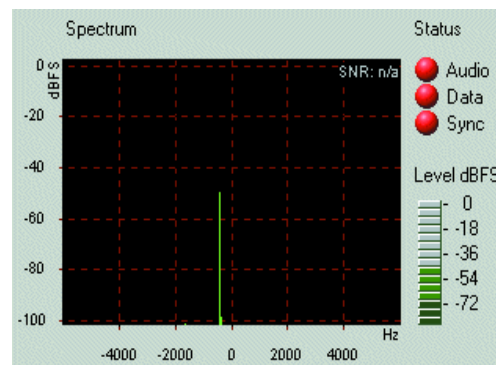 Spectrum
Status
0
dBFS
SNR: n/a
Audio
Data
Sync
-20
-40
-60
-80
-100
Level dBFS
0
-18
-36
-54
-72
Hz
-4000 -2000 0 2000 4000